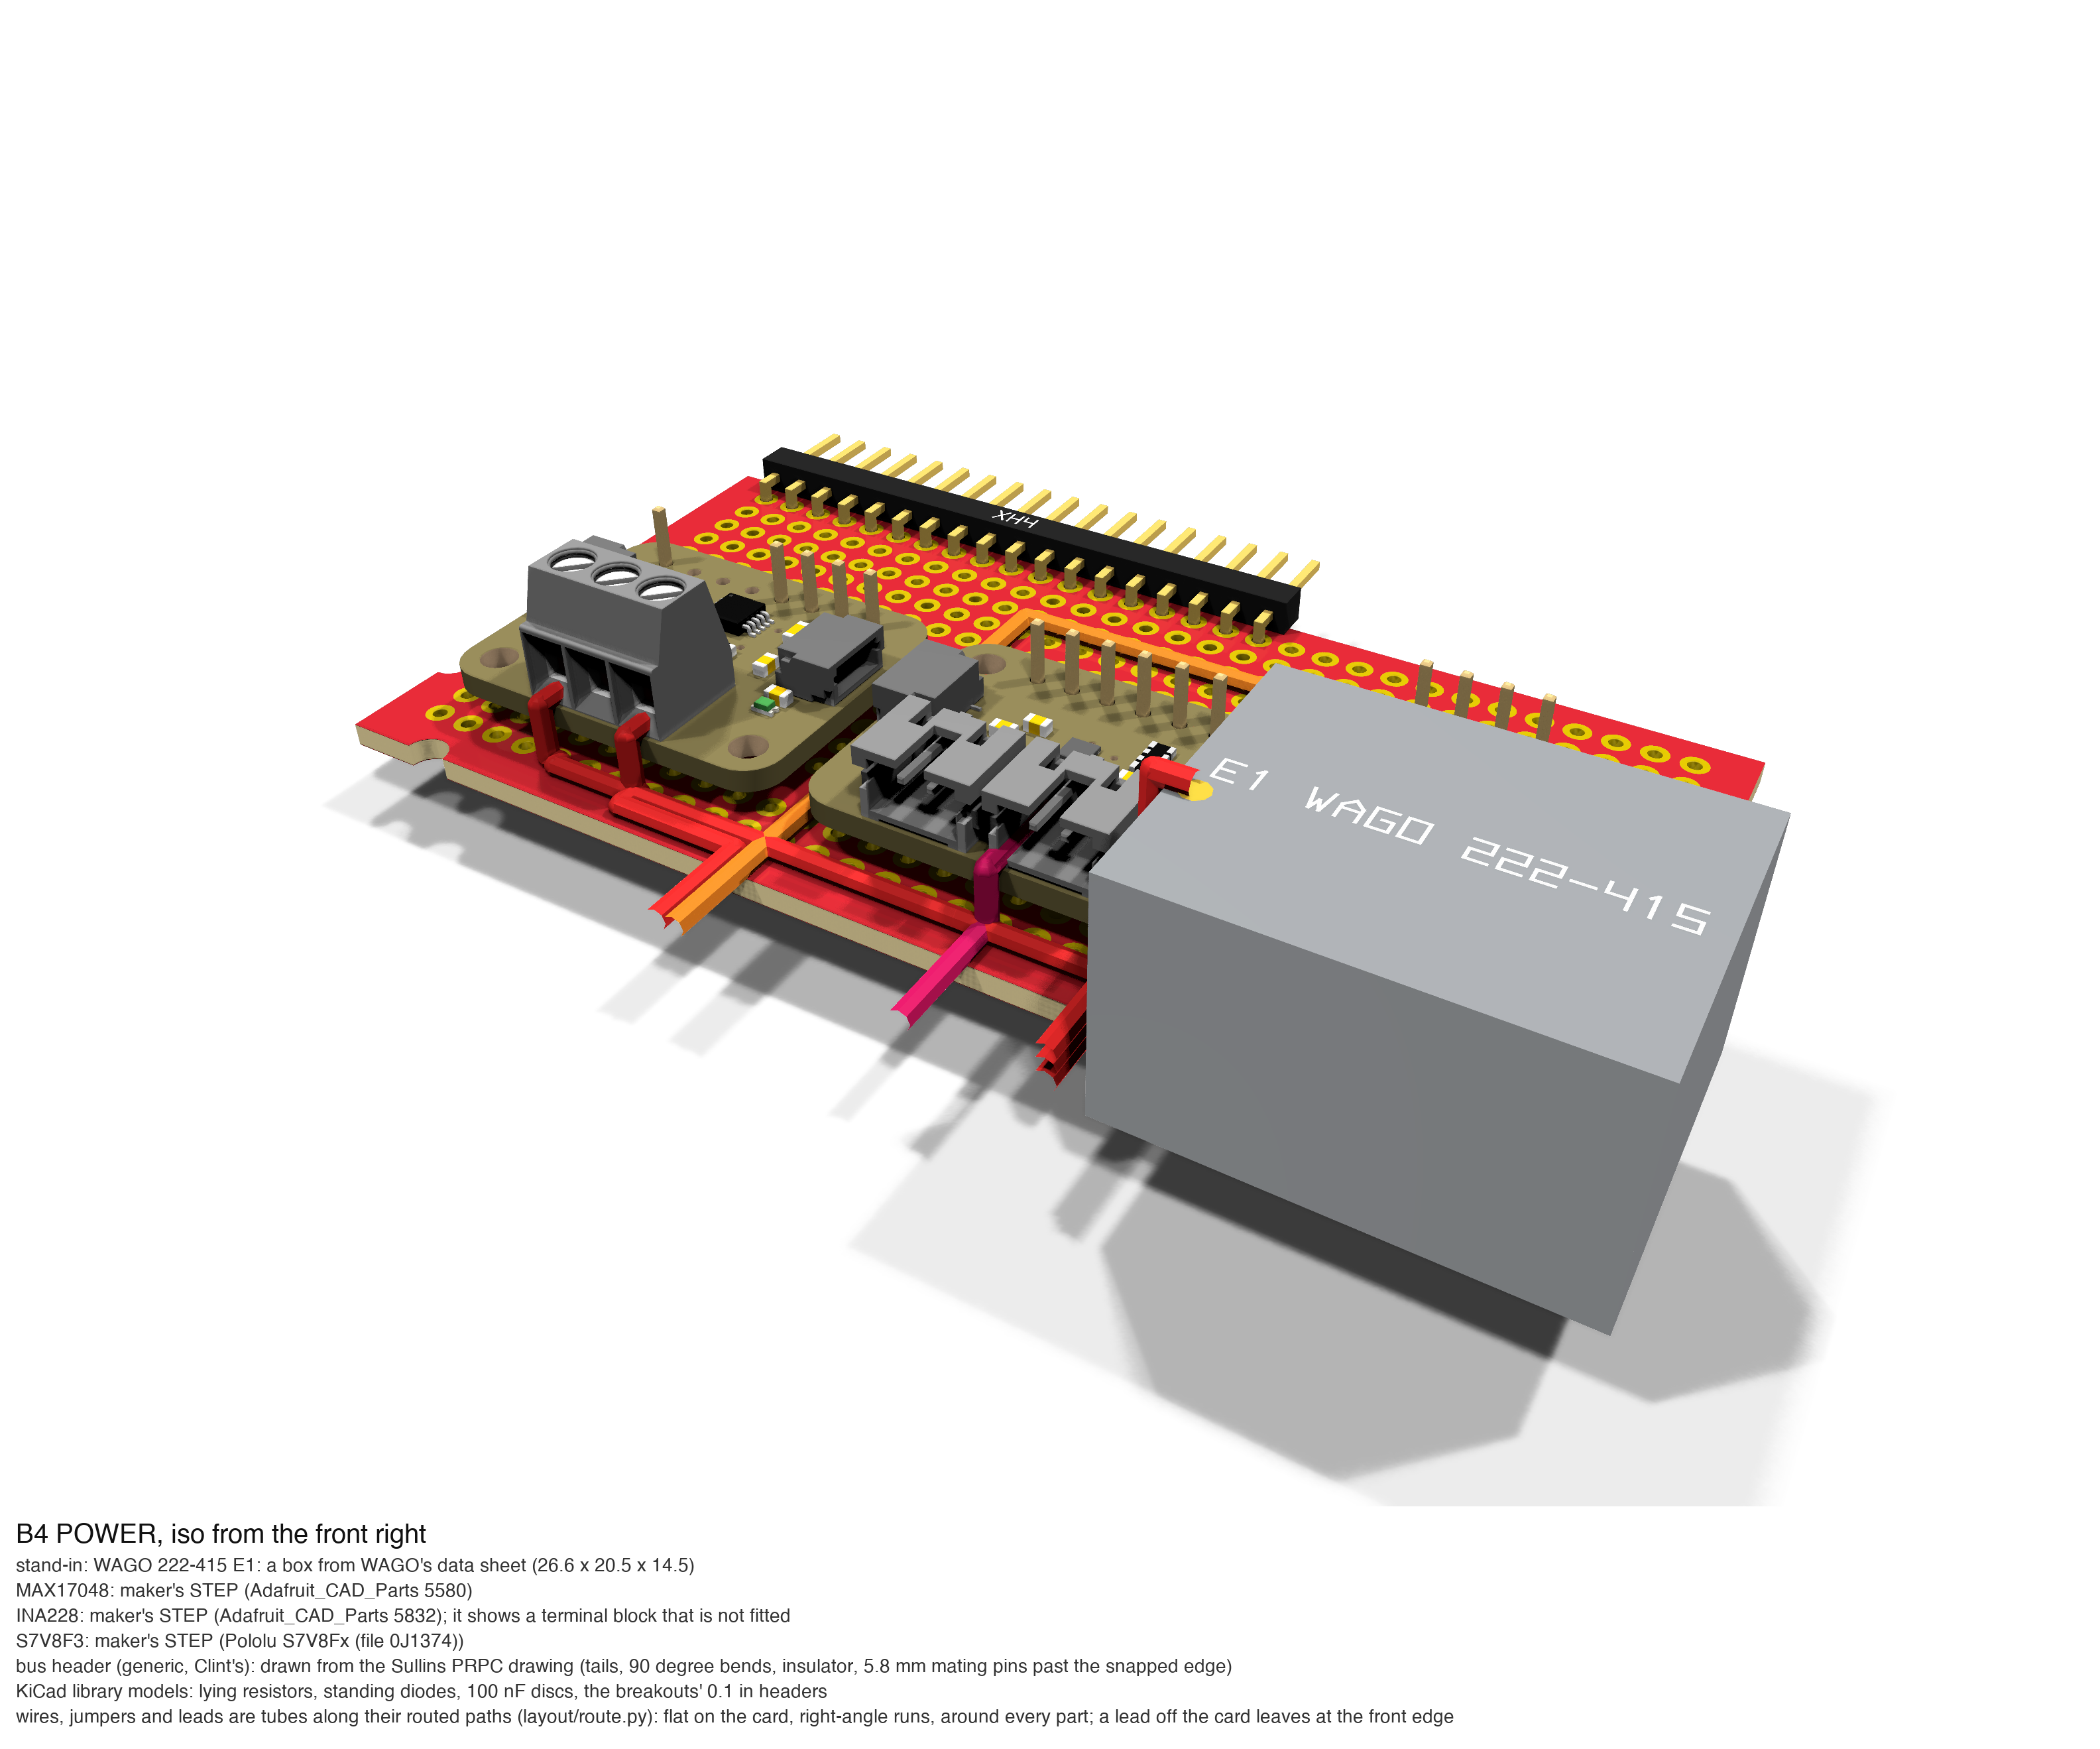 XH4
E1 WAGO 222-415
B4 POWER, iso from the front right
stand-in: WAGO 222-415 E1: a box from WAGO's data sheet (26.6 x 20.5 x 14.5)
MAX17048: maker's STEP (Adafruit_CAD_Parts 5580)
INA228: maker's STEP (Adafruit_CAD_Parts 5832); it shows a terminal block that is not fitted
S7V8F3: maker's STEP (Pololu S7V8Fx (file 0J1374))
bus header (generic, Clint's): drawn from the Sullins PRPC drawing (tails, 90 degree bends, insulator, 5.8 mm mating pins past the snapped edge)
KiCad library models: lying resistors, standing diodes, 100 nF discs, the breakouts' 0.1 in headers
wires, jumpers and leads are tubes along their routed paths (layout/route.py): flat on the card, right-angle runs, around every part; a lead off the card leaves at the front edge